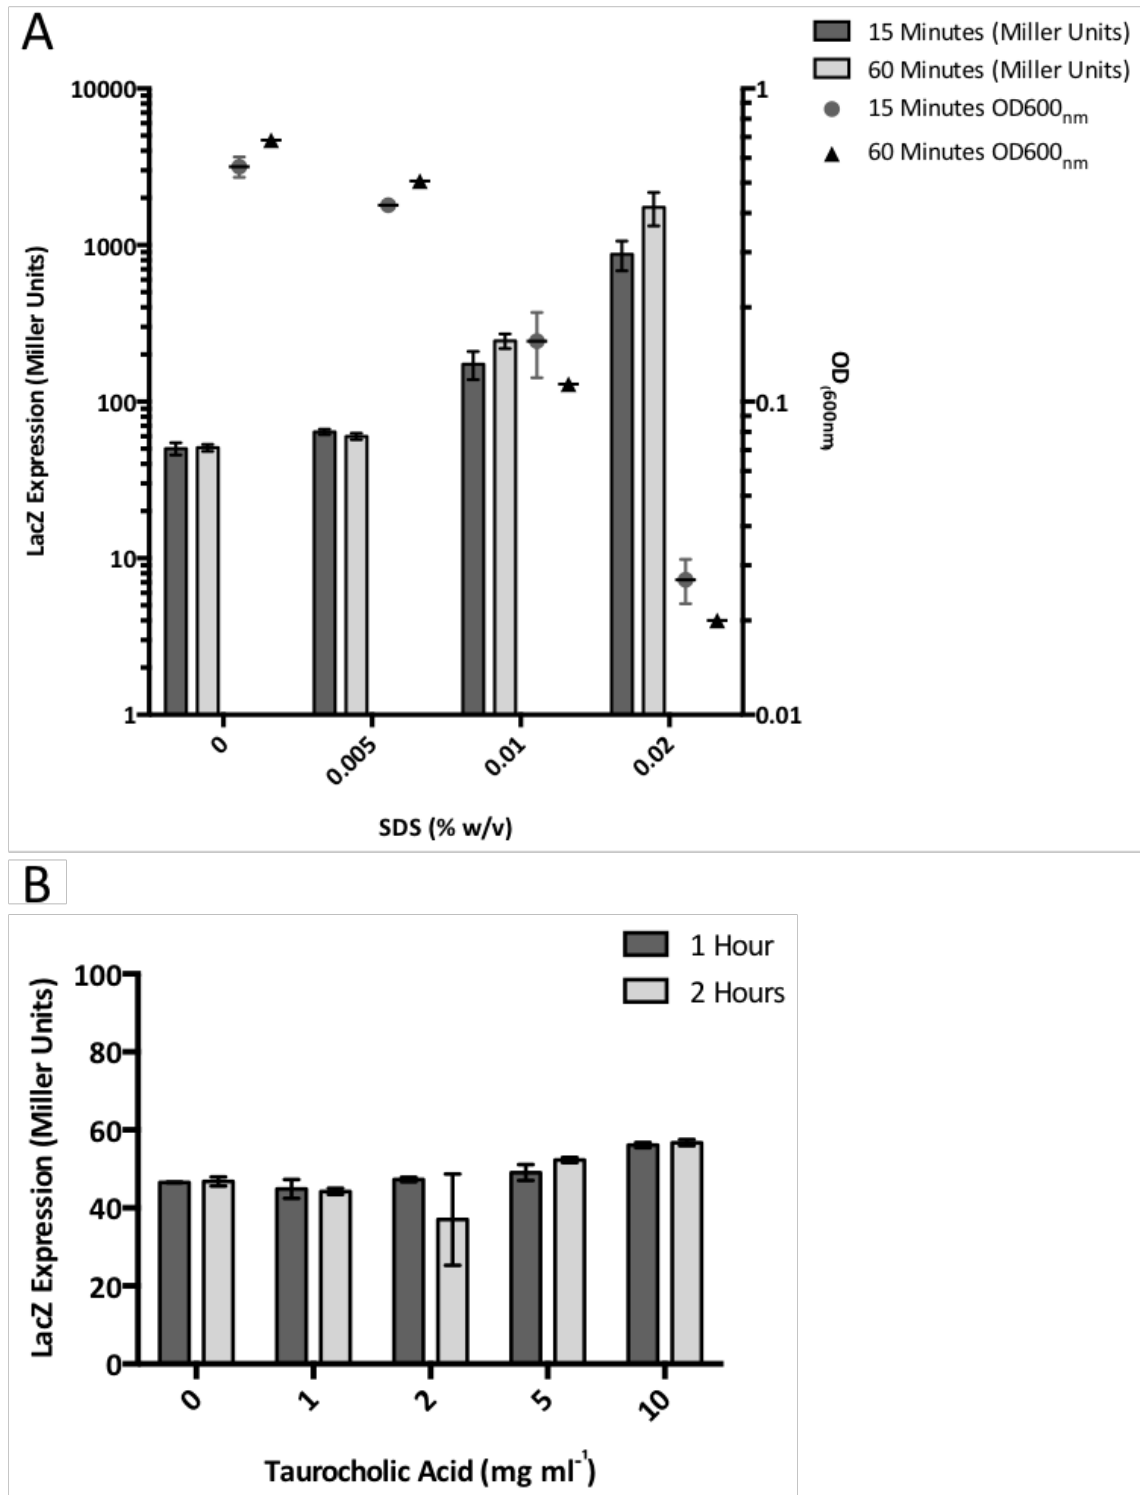 A
15 Minutes (Miller Units)
60 Minutes (Miller Units)
15 Minutes OD600nm
60 Minutes OD600nm
10000
1000
100
10
1
LacZ Expression (Miller Units)
1
0.1
0.01
OD(600nm)
0
0.005
0.01
0.02
SDS (% w/v)
B
1 Hour
2 Hours
100
80
60
40
20
0
LacZ Expression (Miller Units)
0
1
2
5
10
Taurocholic Acid (mg ml⁻¹)